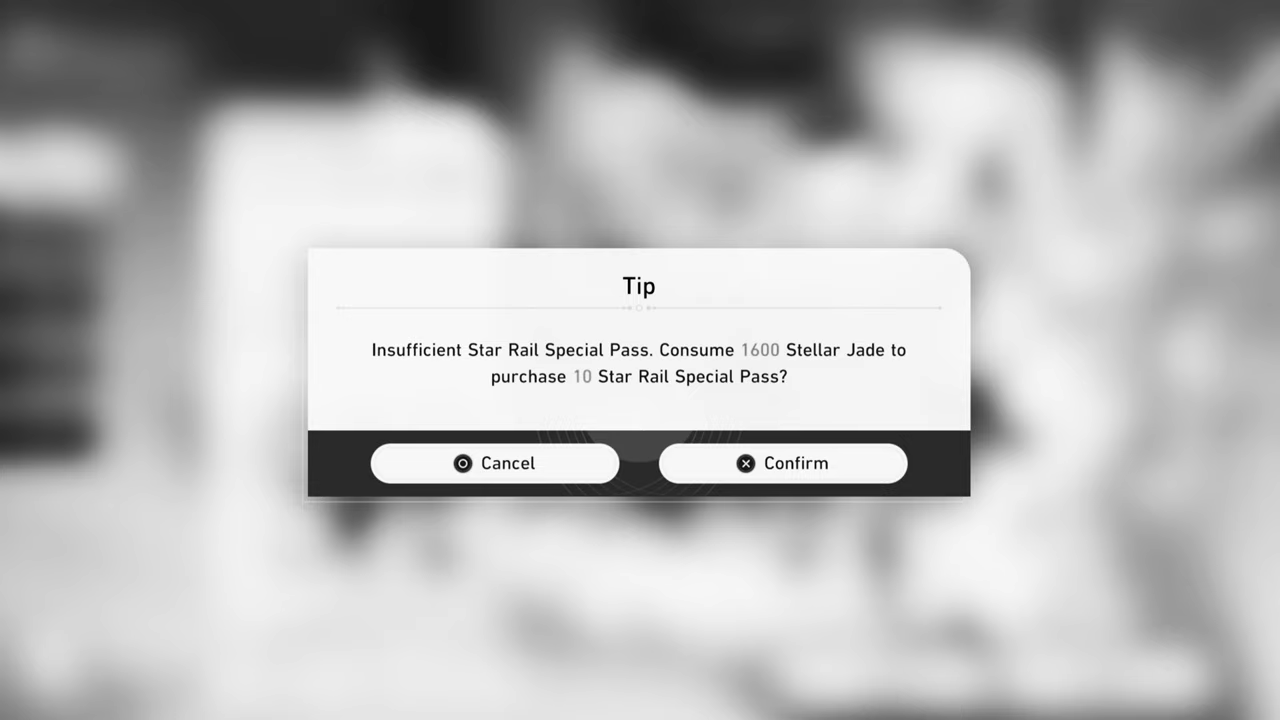 Tip
Insufficient Star Rail Special Pass. Consume 1600 Stellar Jade to
purchase 10 Star Rail Special Pass?
Cancel
Confirm